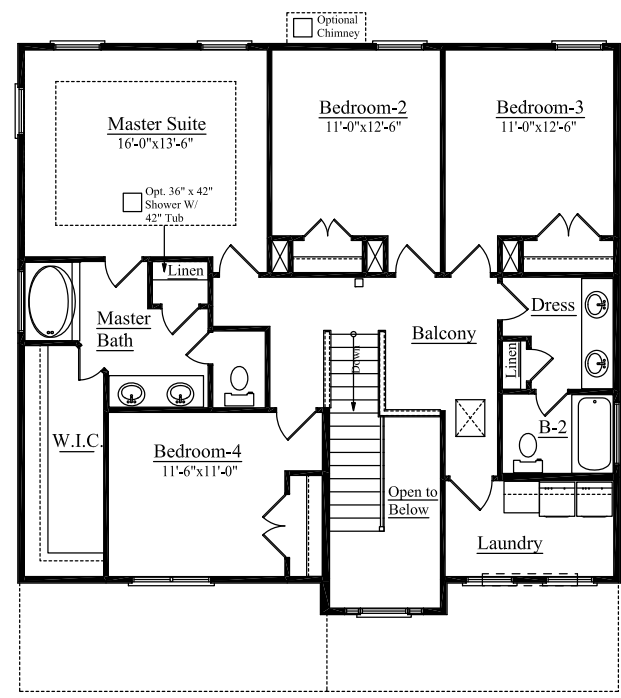 Optional
Chimney
Master Suite
16'-0"x13'-6"
Bedroom-2
11'-0"x12'-6"
Bedroom-3
11'-0"x12'-6"
Opt. 36" x 42"
Shower W/
42" Tub
Linen
Master
Bath
Dress
Balcony
Down
Linen
W.I.C.
Bedroom-4
11'-6"x11'-0"
B-2
Open to
Below
Laundry